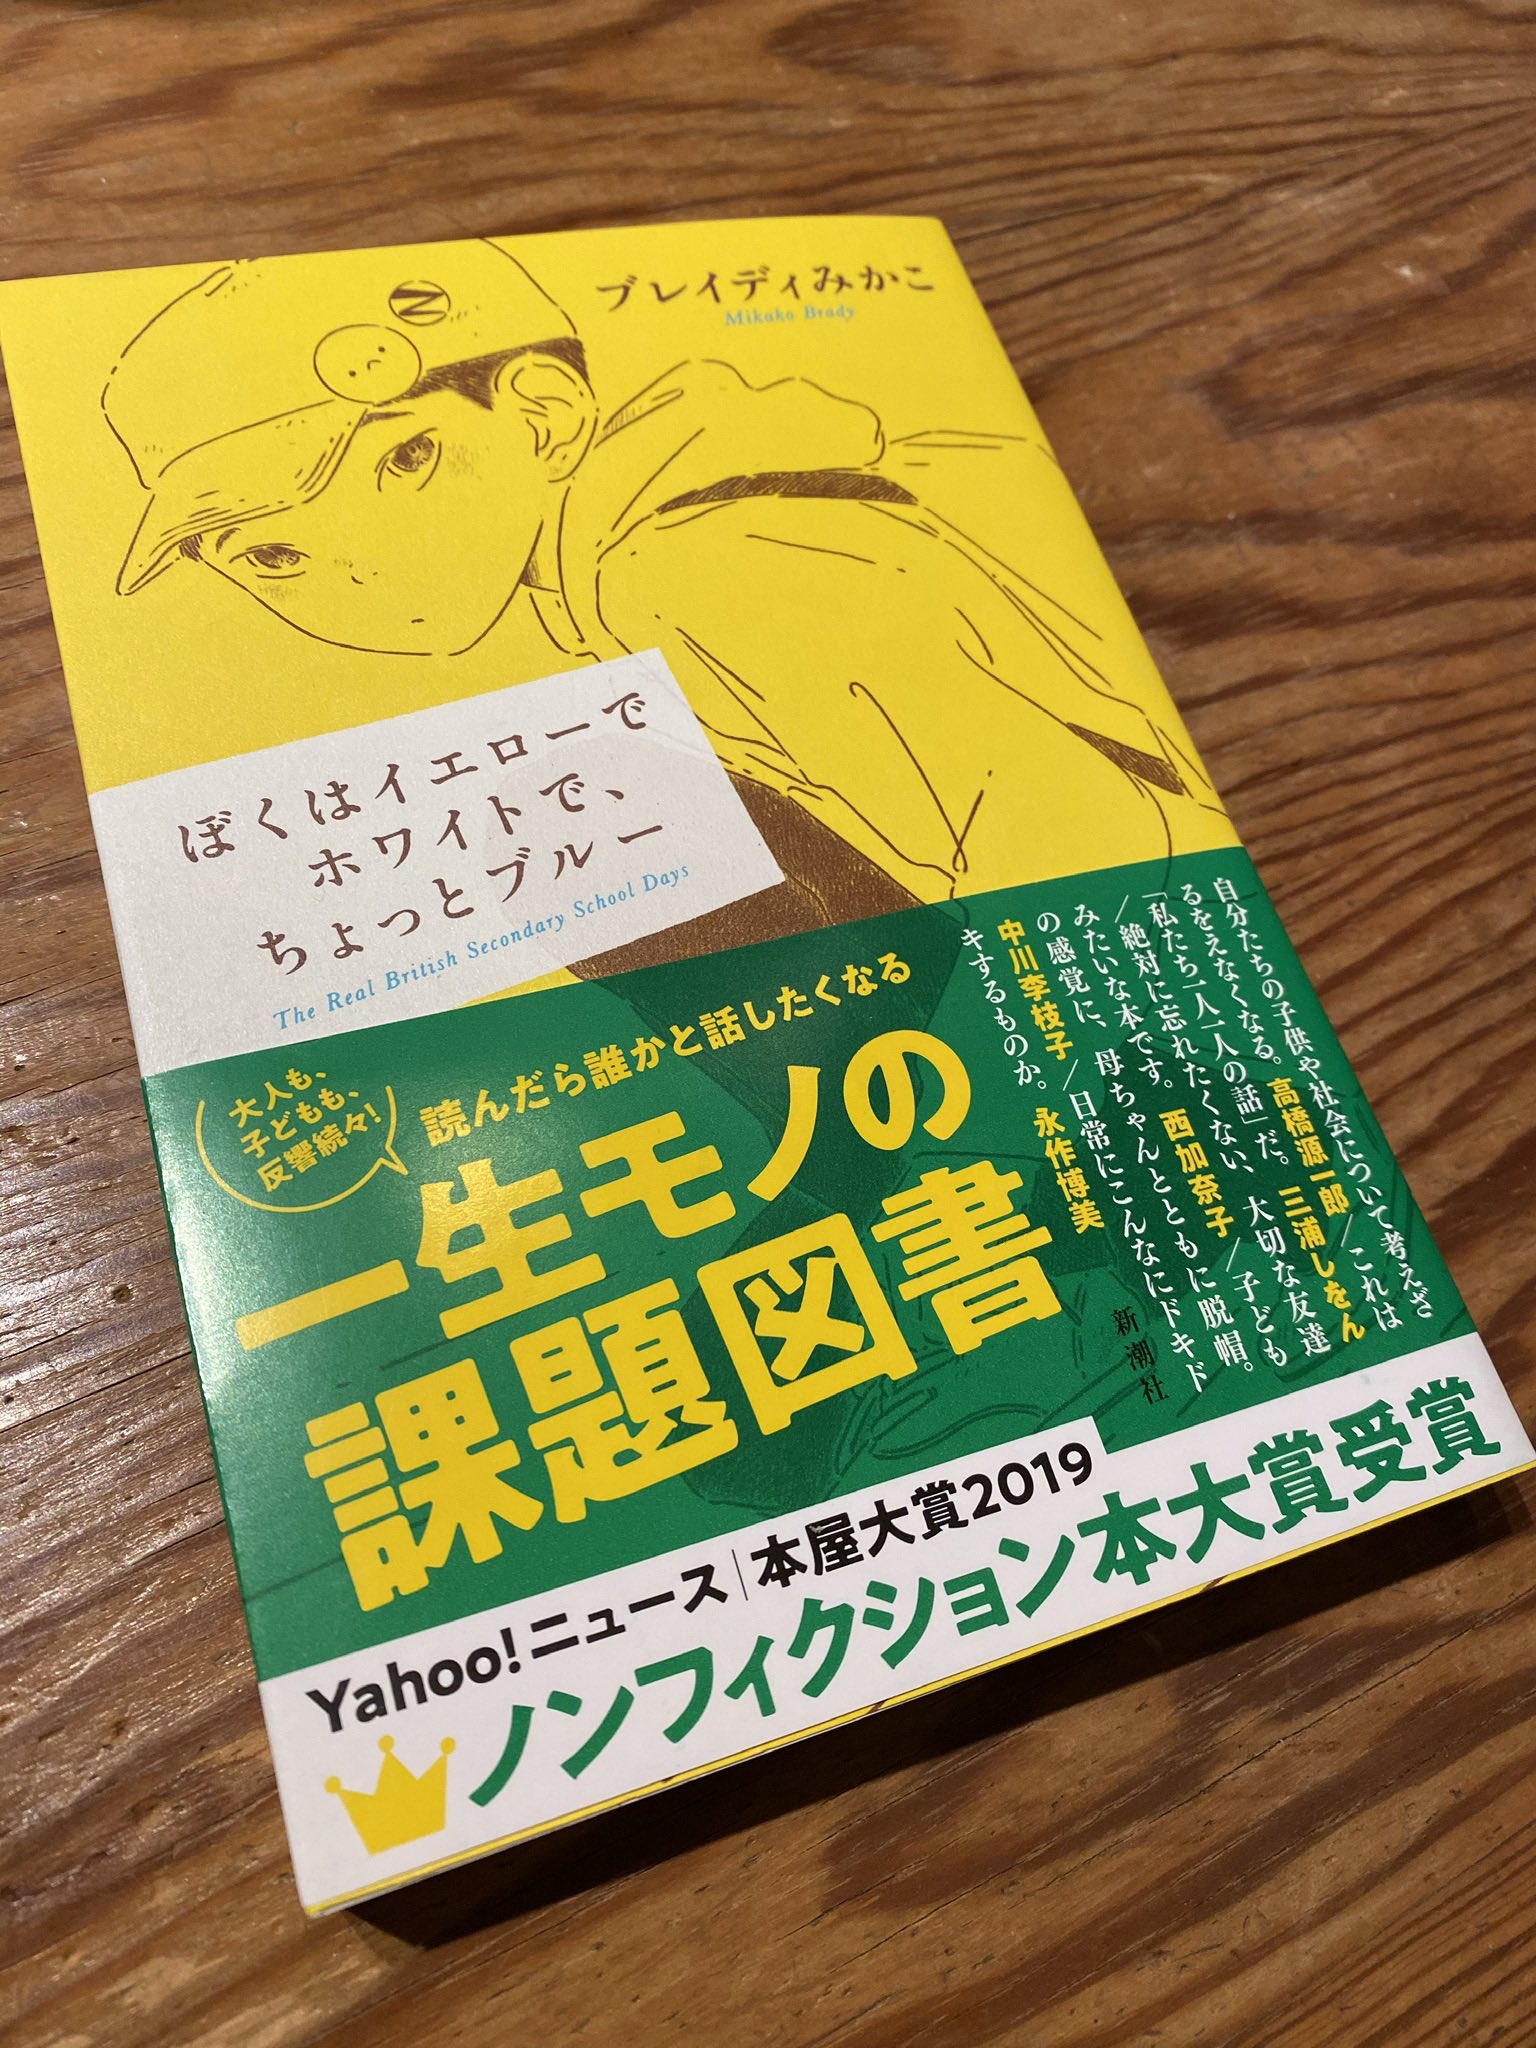 ブレイディみかこ
Mikako Brady
N
ぼくはイエローで
ホワイトで、
ちょっとブルー
The Real British Secondary School Days
大人も、
子どもも、
反響続々!
読んだら誰かと話したくなる
一生モノの
課題図書
自分たちの子供や社会について考えざ
るをえなくなる。高橋源一郎/これは
「私たち一人一人の話」だ。三浦しをん
/絶対に忘れたくない、大切な友達
みたいな本です。西加奈子/子ども
の感覚に、母ちゃんとともに脱帽。
中川李枝子/日常にこんなにドキド
キするものか。永作博美
新潮社
Yahoo!ニュース|本屋大賞2019
ノンフィクション本大賞受賞